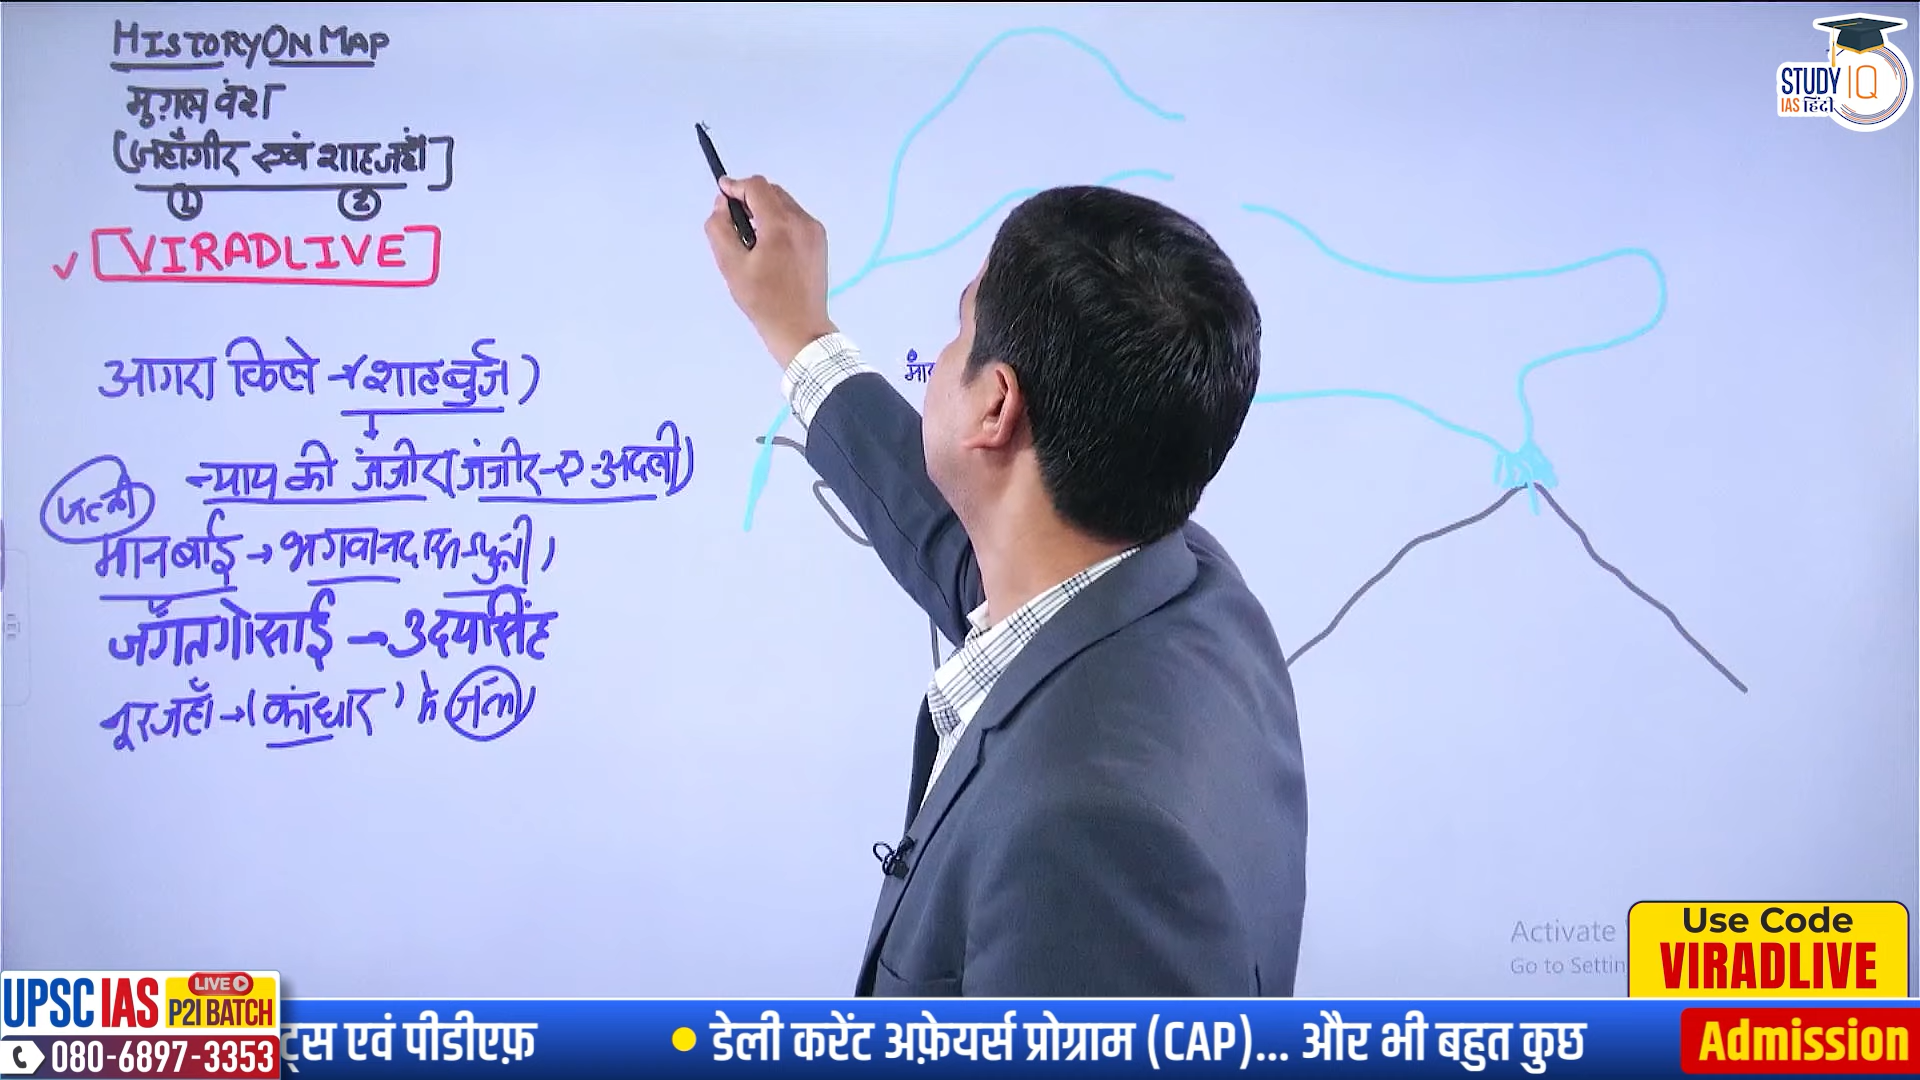 HISTORY ON MAP
मुग़ल वंश
(जहाँगीर एवं शाहजहाँ]
① ②
[VIRADLIVE]
आगरा किले → (शाहबुर्ज)
न्याय की जंजीर (जंजीर-ए-अदली)
मानबाई → भगवानदास पुत्री)
जगतगोसाई → उदयसिंह
नूरजहाँ → (कांधार) में
STUDY IQ
IAS हिंदी
Activate
Go to Settin
Use Code
VIRADLIVE
UPSC IAS
LIVE
P2I BATCH
080-6897-3353
ट्स एवं पीडीएफ़ • डेली करेंट अफ़ेयर्स प्रोग्राम (CAP)... और भी बहुत कुछ
Admission